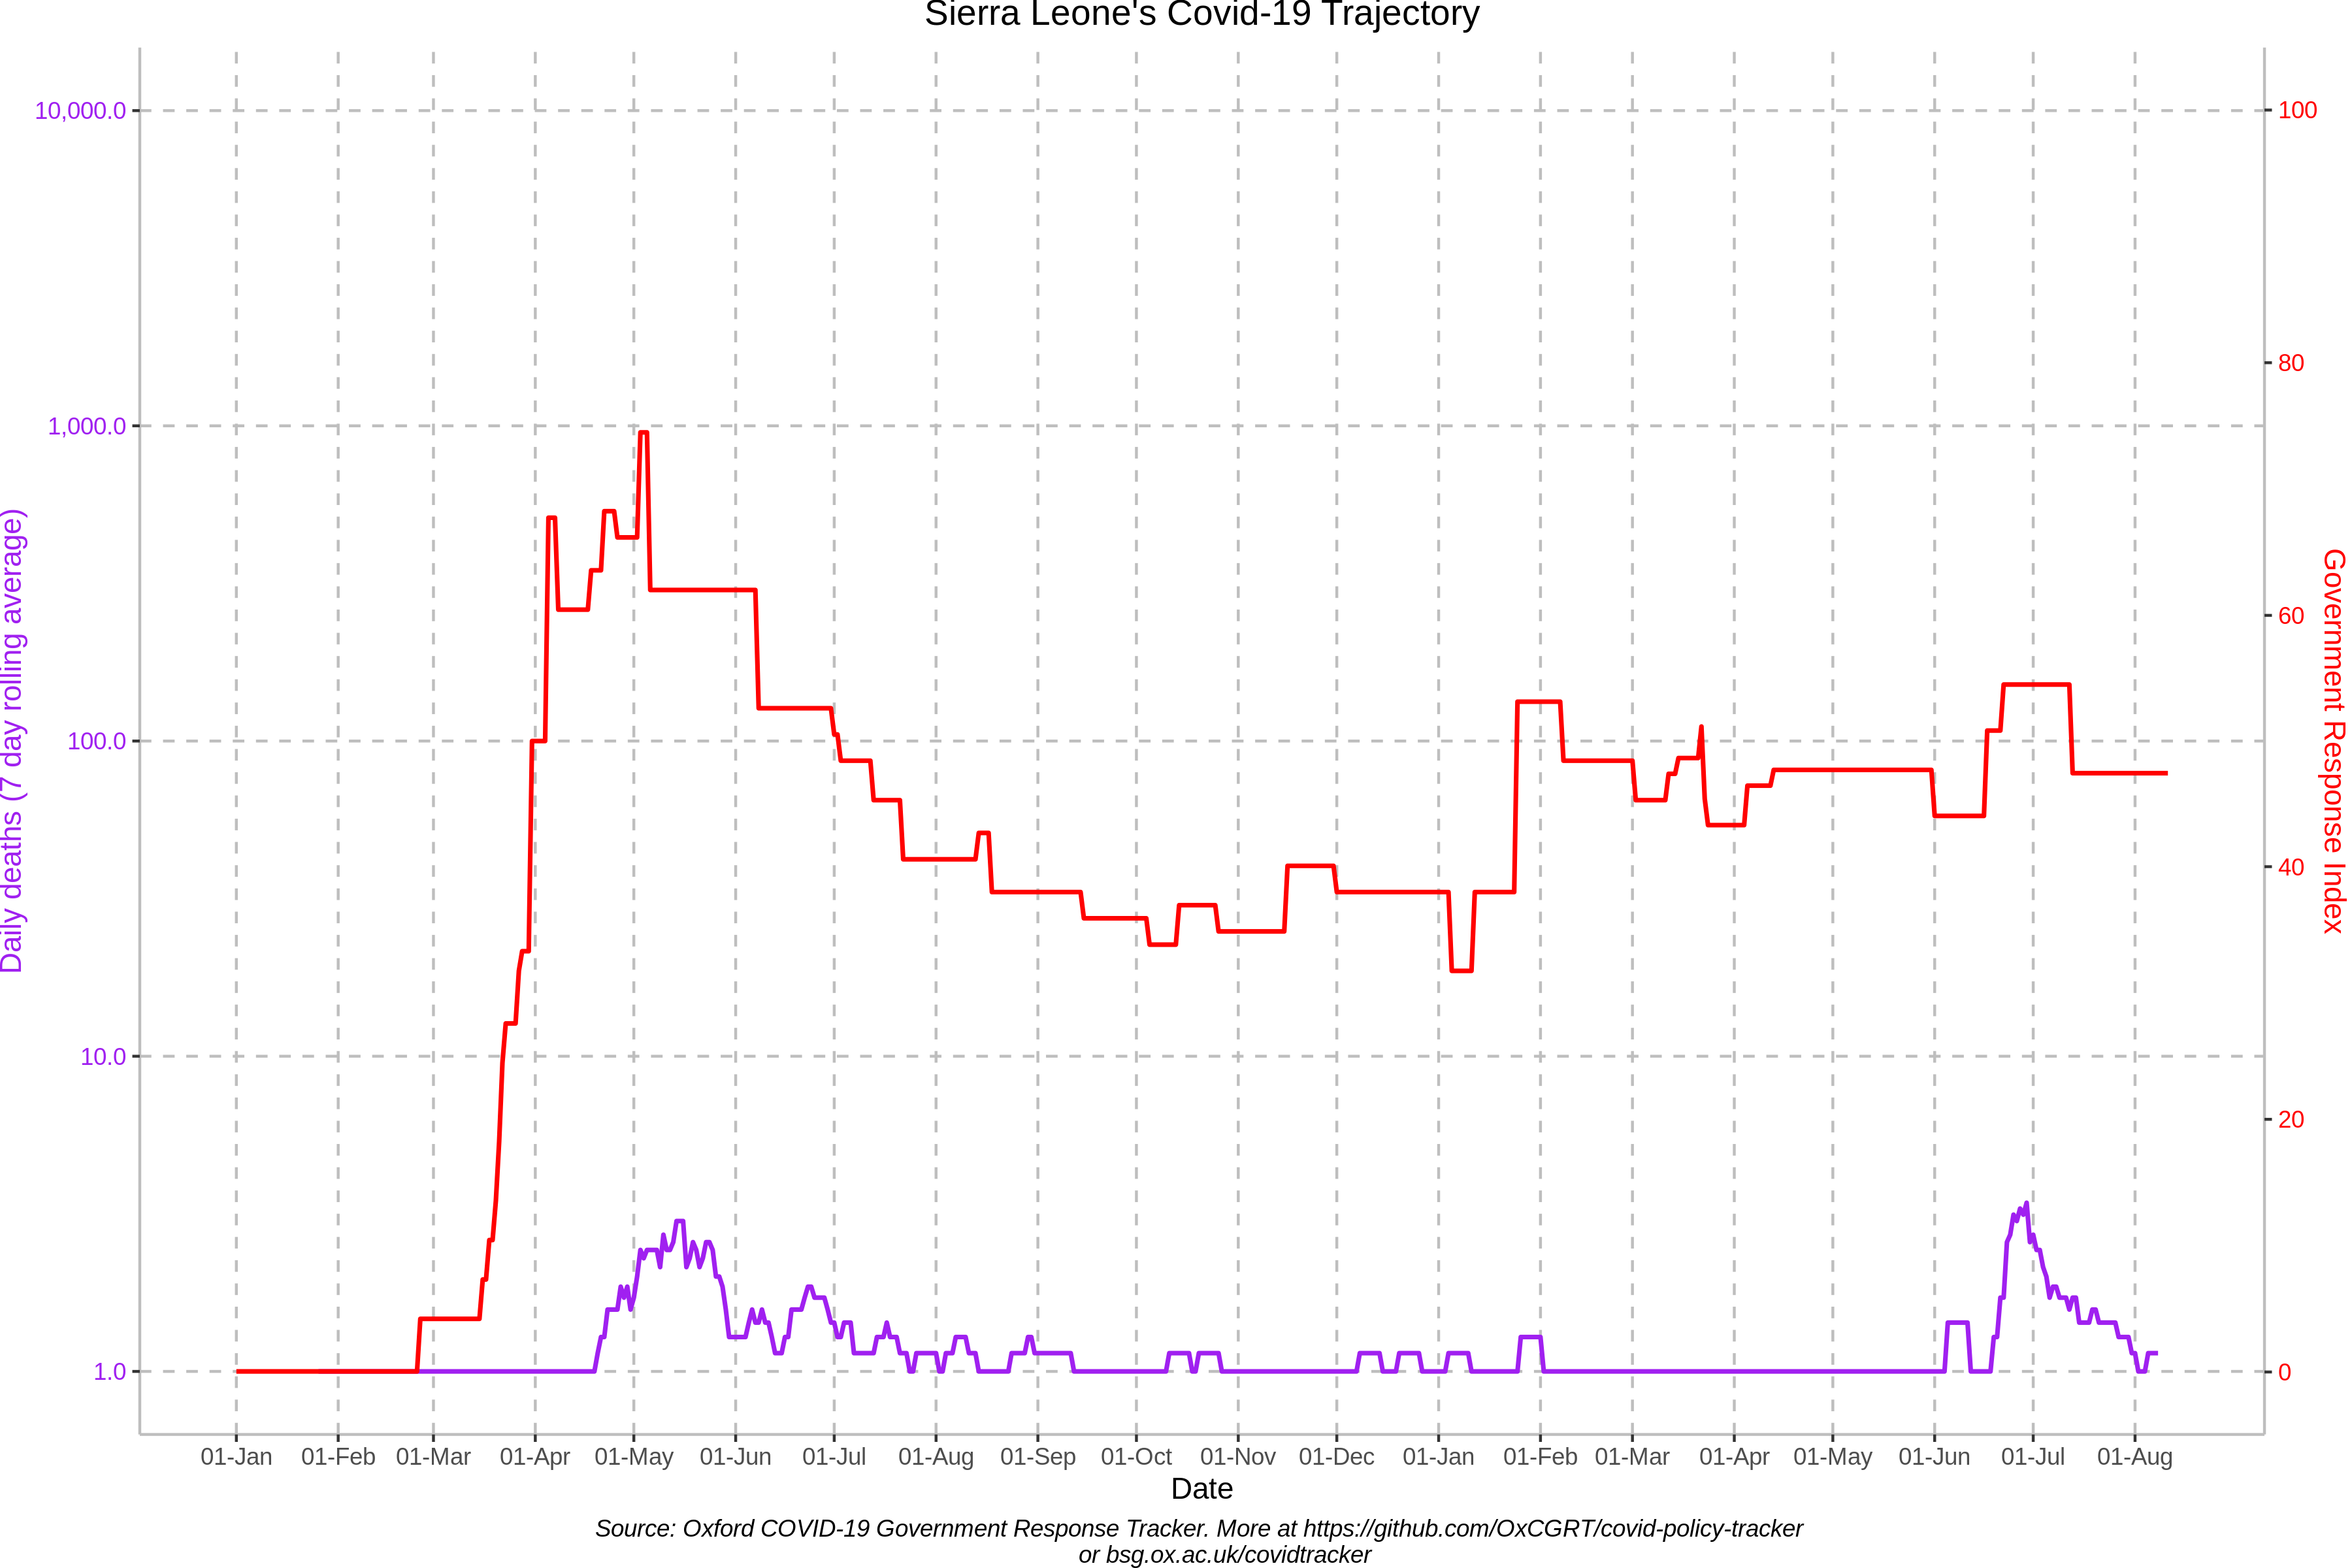 Sierra Leone's Covid-19 Trajectory
10,000.0
1,000.0
100.0
10.0
1.0
Daily deaths (7 day rolling average)
100
80
60
40
20
0
Government Response Index
01-Jan 01-Feb 01-Mar 01-Apr 01-May 01-Jun 01-Jul 01-Aug 01-Sep 01-Oct 01-Nov 01-Dec 01-Jan 01-Feb 01-Mar 01-Apr 01-May 01-Jun 01-Jul 01-Aug
Date
Source: Oxford COVID-19 Government Response Tracker. More at https://github.com/OxCGRT/covid-policy-tracker
or bsg.ox.ac.uk/covidtracker